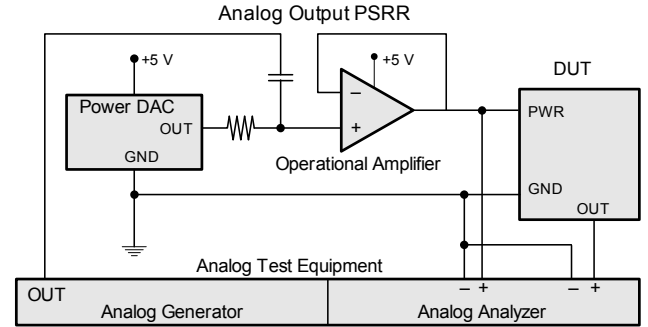 Analog Output PSRR
+5 V
+5 V
DUT
Power DAC
OUT
GND
–
+
Operational Amplifier
PWR
GND
OUT
Analog Test Equipment
– +
– +
OUT
Analog Generator
Analog Analyzer